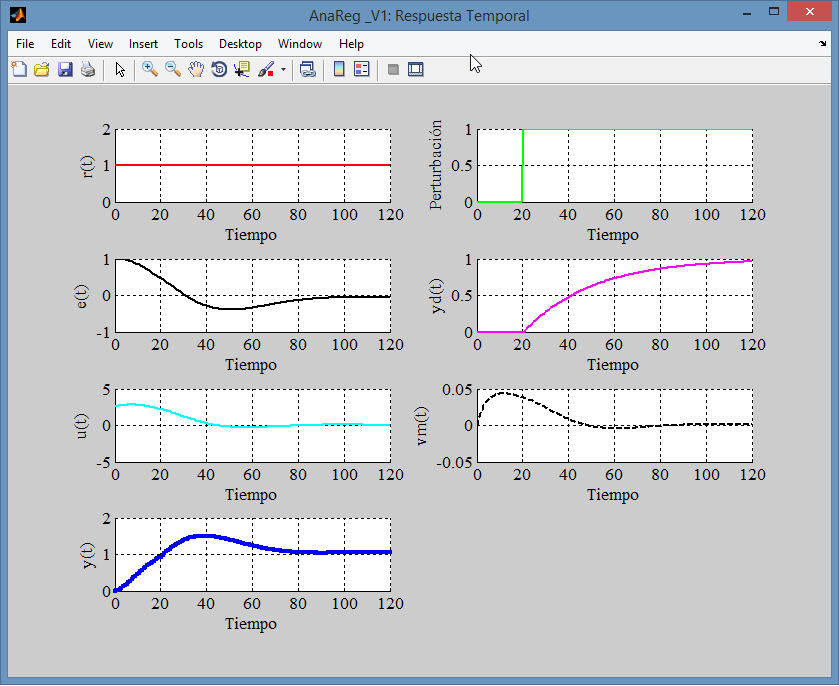 AnaReg _V1: Respuesta Temporal
File Edit View Insert Tools Desktop Window Help
r(t)
2
1
0
0 20 40 60 80 100 120
Tiempo
Perturbación
1
0.5
0
0 20 40 60 80 100 120
Tiempo
e(t)
1
0
-1
0 20 40 60 80 100 120
Tiempo
yd(t)
1
0.5
0
0 20 40 60 80 100 120
Tiempo
u(t)
5
0
-5
0 20 40 60 80 100 120
Tiempo
vm(t)
0.05
0
-0.05
0 20 40 60 80 100 120
Tiempo
y(t)
2
1
0
0 20 40 60 80 100 120
Tiempo